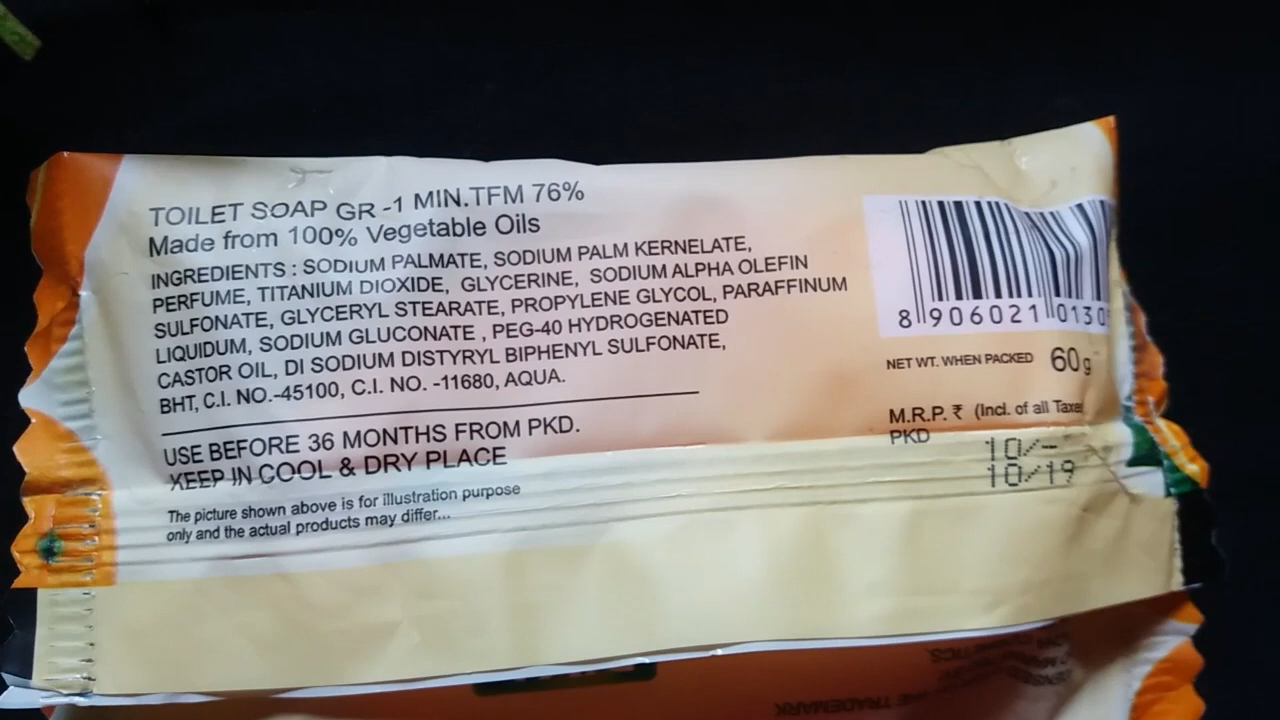 TOILET SOAP GR -1 MIN.TFM 76%
Made from 100% Vegetable Oils
INGREDIENTS : SODIUM PALMATE, SODIUM PALM KERNELATE,
PERFUME, TITANIUM DIOXIDE, GLYCERINE, SODIUM ALPHA OLEFIN
SULFONATE, GLYCERYL STEARATE, PROPYLENE GLYCOL, PARAFFINUM
LIQUIDUM, SODIUM GLUCONATE , PEG-40 HYDROGENATED
CASTOR OIL, DI SODIUM DISTYRYL BIPHENYL SULFONATE,
BHT, C.I. NO.-45100, C.I. NO. -11680, AQUA.
USE BEFORE 36 MONTHS FROM PKD.
KEEP IN COOL & DRY PLACE
The picture shown above is for illustration purpose
only and the actual products may differ...
8 906021 0130
NET WT. WHEN PACKED 60g
M.R.P. ₹ (Incl. of all Taxe
10/-
PKD 10/19
TRADEMARK